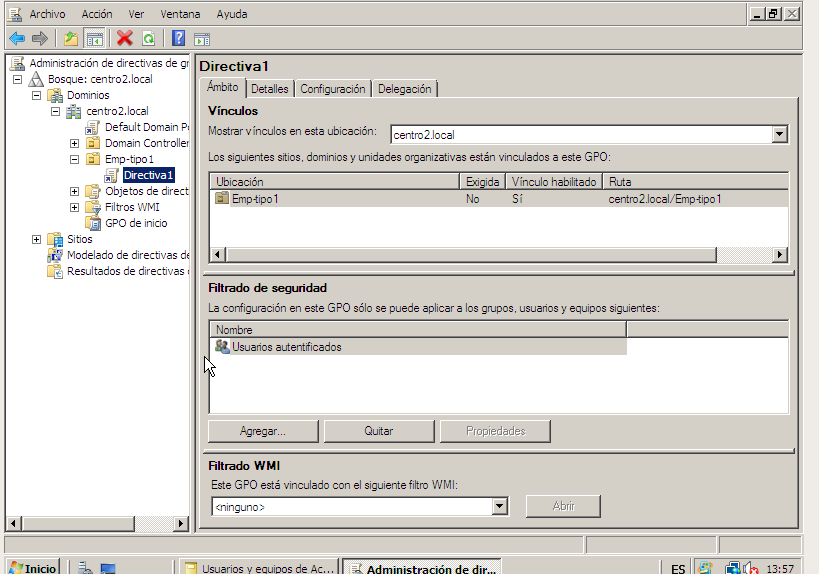 Archivo Acción Ver Ventana Ayuda
Administración de directivas de gr
Bosque: centro2.local
Dominios
centro2.local
Default Domain P
Domain Controller
Emp-tipo1
Directiva1
Objetos de direct
Filtros WMI
GPO de inicio
Sitios
Modelado de directivas de
Resultados de directivas
Directiva1
Ámbito Detalles Configuración Delegación
Vínculos
Mostrar vínculos en esta ubicación: centro2.local
Los siguientes sitios, dominios y unidades organizativas están vinculados a este GPO:
Ubicación Exigida Vínculo habilitado Ruta
Emp-tipo1 No Sí centro2.local/Emp-tipo1
Filtrado de seguridad
La configuración en este GPO sólo se puede aplicar a los grupos, usuarios y equipos siguientes:
Nombre
Usuarios autentificados
Agregar... Quitar Propiedades
Filtrado WMI
Este GPO está vinculado con el siguiente filtro WMI:
<ninguno> Abrir
Inicio Usuarios y equipos de Ac... Administración de dir... ES 13:57